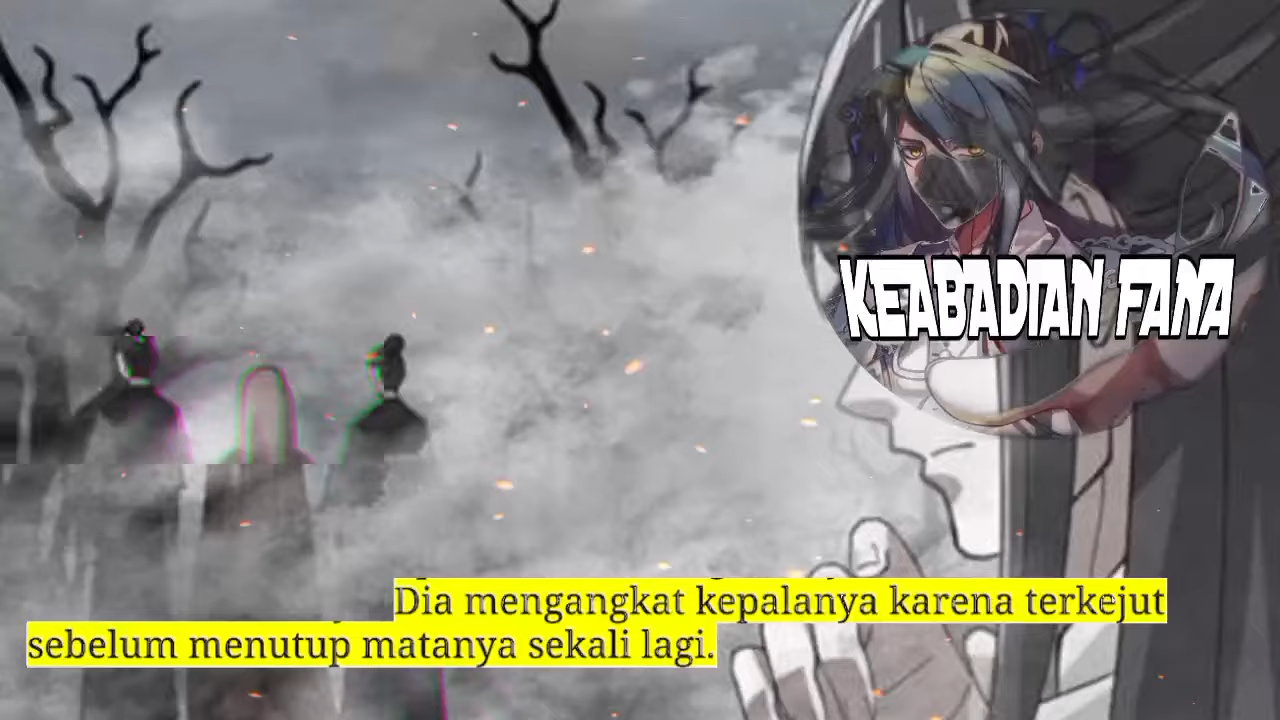 KEABADIAN FANA
Dia mengangkat kepalanya karena terkejut
sebelum menutup matanya sekali lagi.